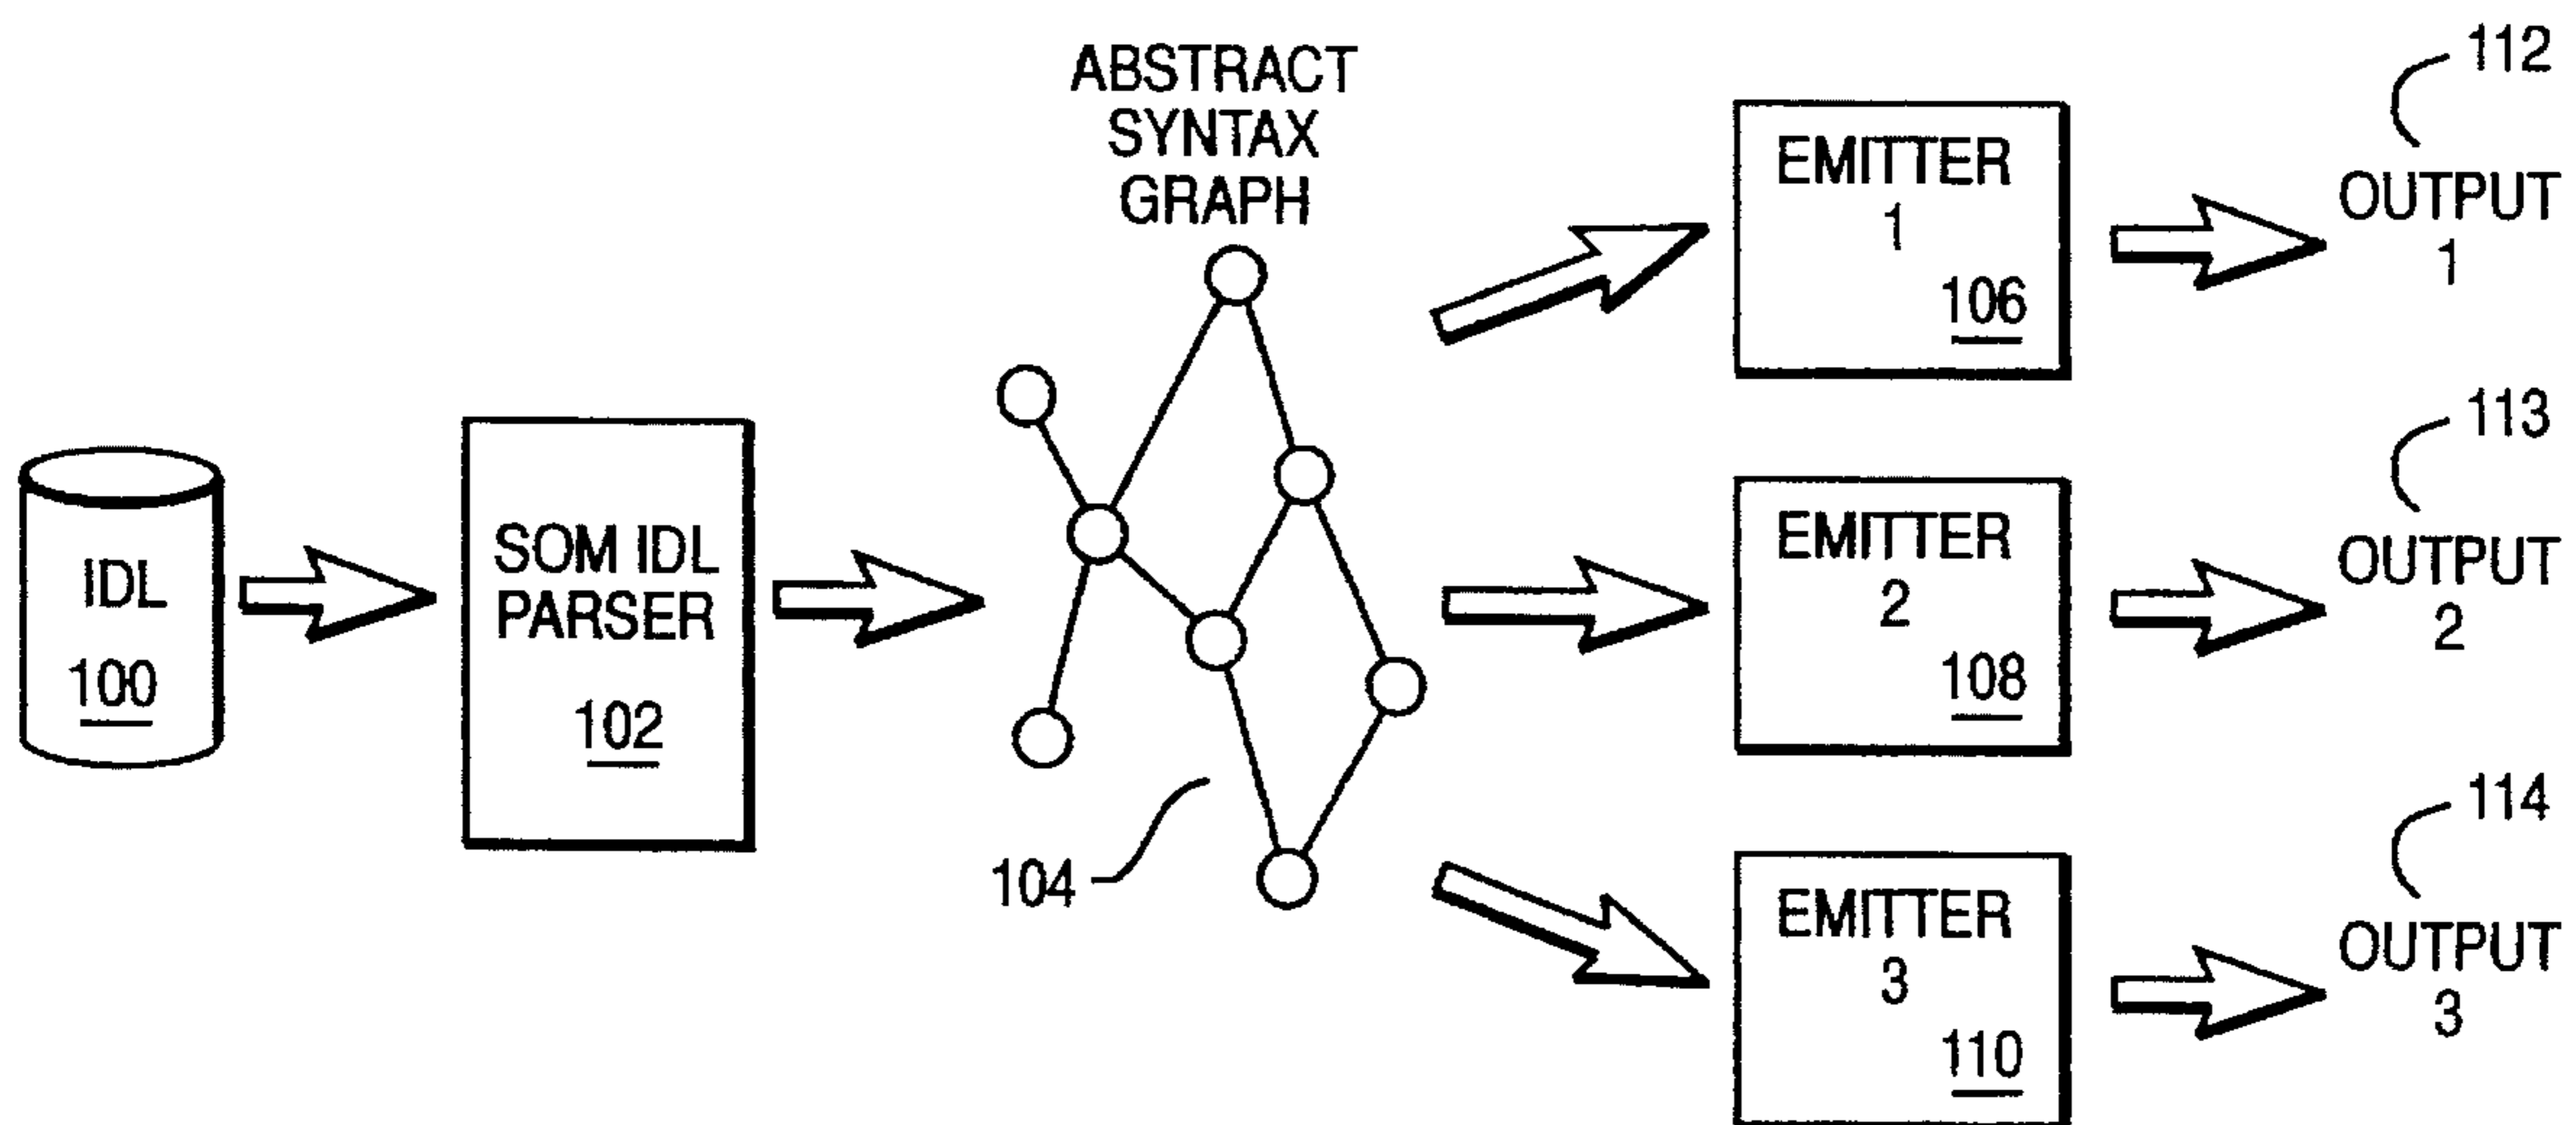 IDL
100
SOM IDL
PARSER
102
ABSTRACT
SYNTAX
GRAPH
104
EMITTER
1
106
112
OUTPUT
1
EMITTER
2
108
113
OUTPUT
2
EMITTER
3
110
114
OUTPUT
3